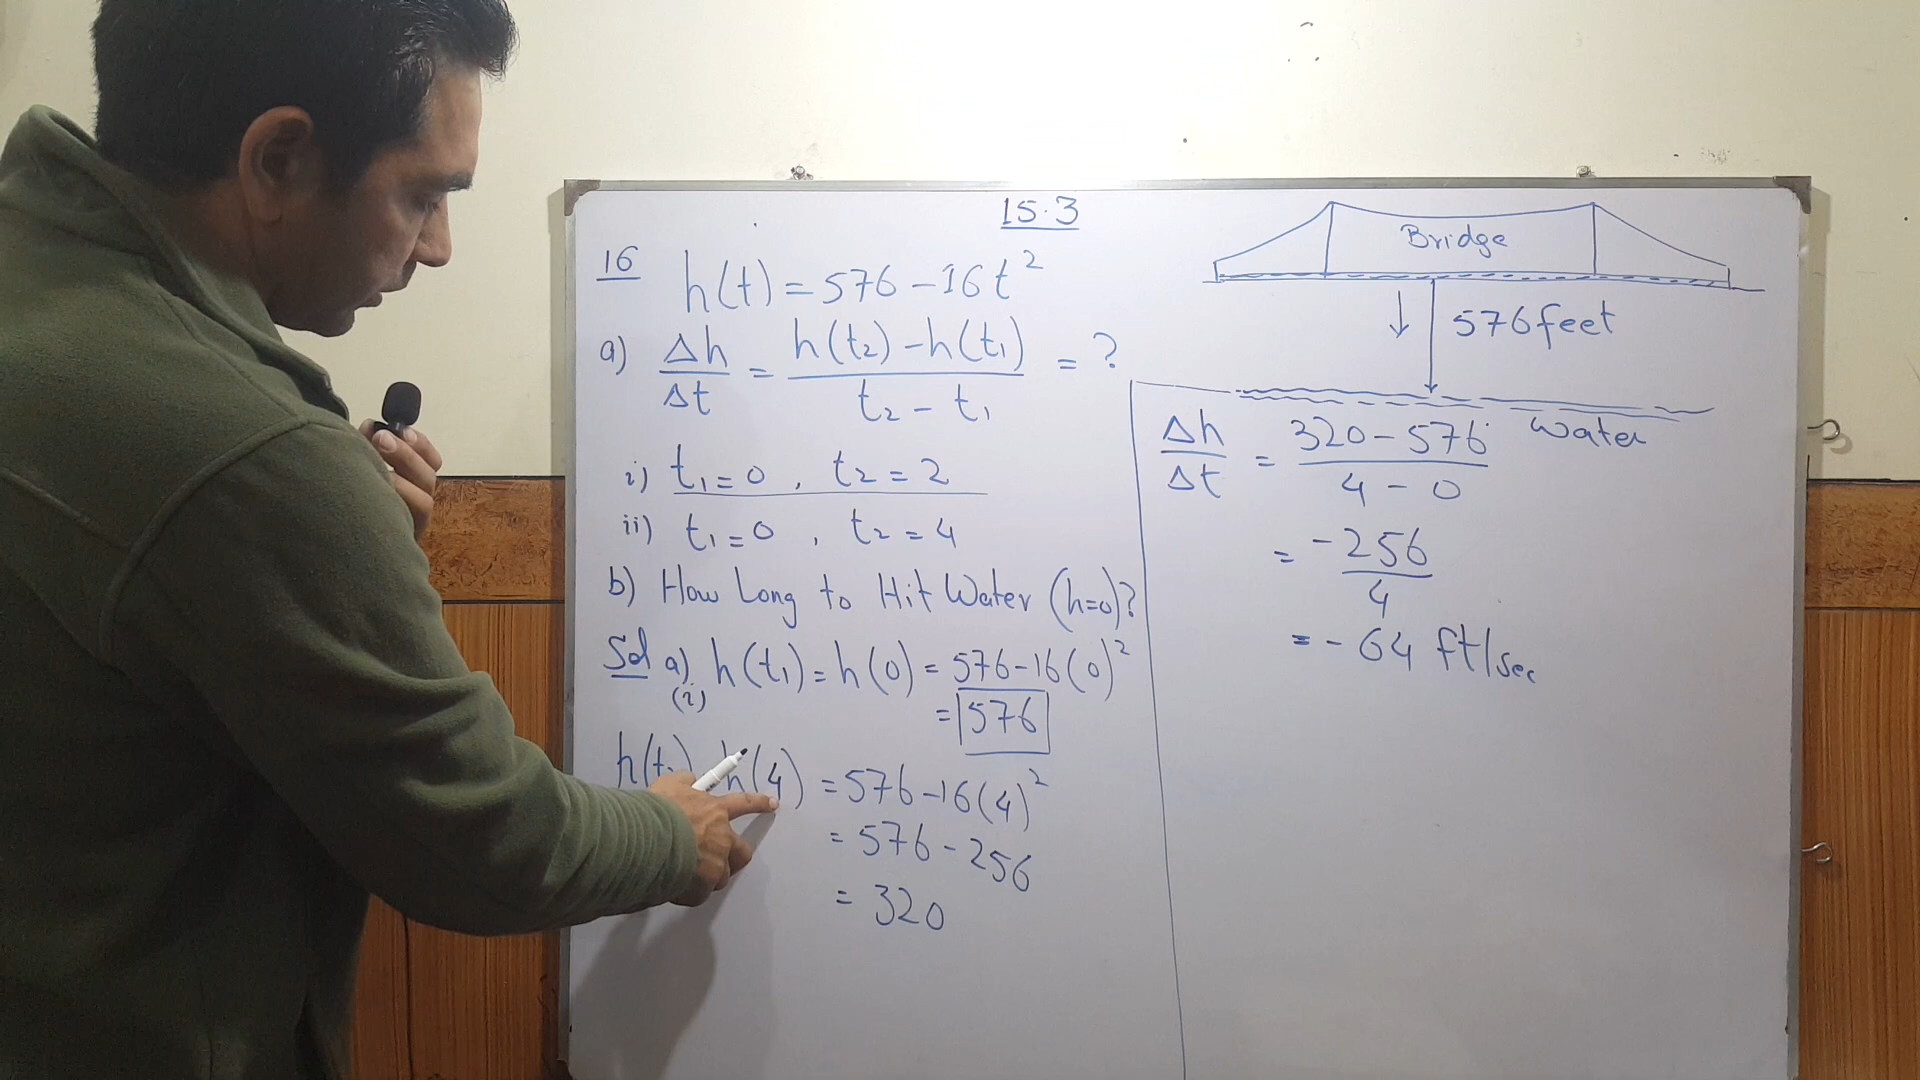 15.3
16 h(t) = 576 - 16t²
a) Δh/Δt = (h(t₂) - h(t₁))/(t₂ - t₁) = ?
i) t₁ = 0 , t₂ = 2
ii) t₁ = 0 , t₂ = 4
b) How Long to Hit Water (h=0)?
Sol a) h(t₁) = h(0) = 576 - 16(0)²
(i)
= 576
h(t h(4) = 576 - 16(4)²
= 576 - 256
= 320
Bridge
↓ 576 feet
Water
Δh/Δt = (320 - 576)/(4 - 0)
= -256/4
= - 64 ft/sec